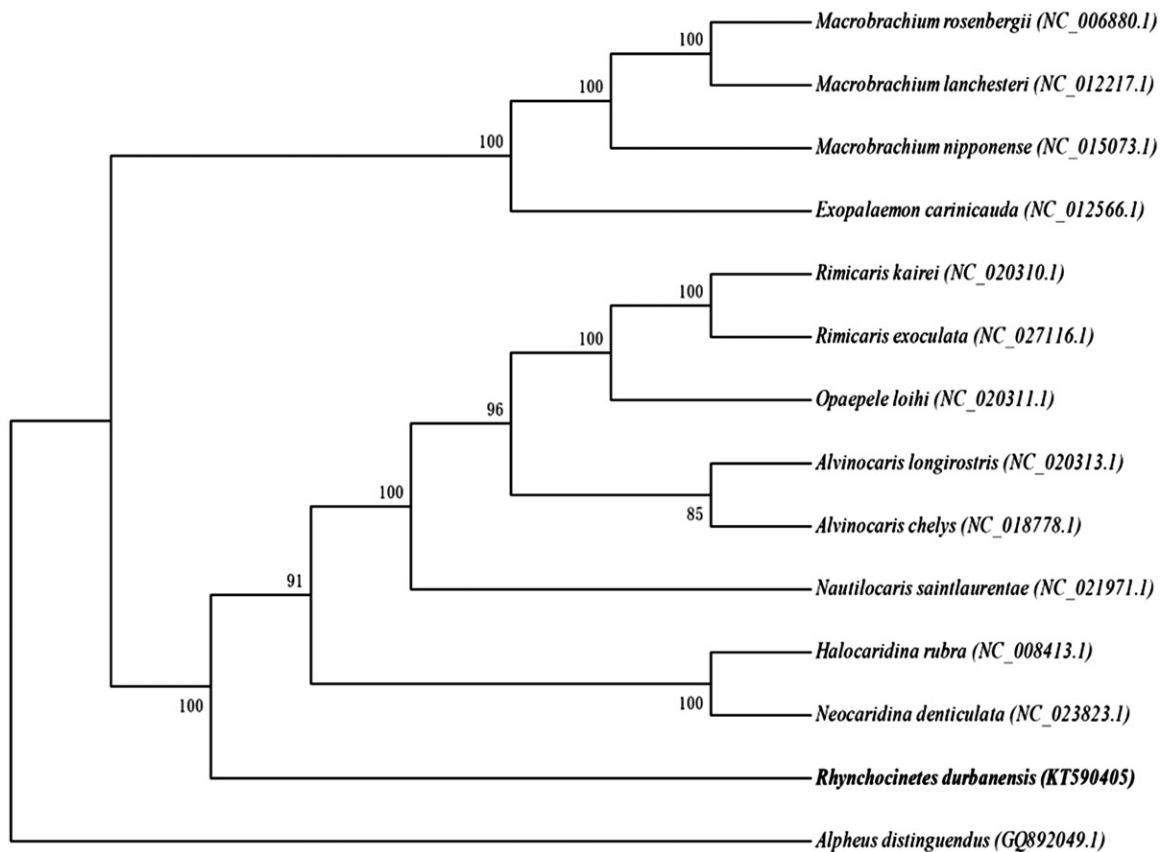 Macrobrachium rosenbergii (NC_006880.1)
100
Macrobrachium lanchesteri (NC_012217.1)
100
Macrobrachium nipponense (NC_015073.1)
100
Exopalaemon carinicauda (NC_012566.1)
Rimicaris kairei (NC_020310.1)
100
Rimicaris exoculata (NC_027116.1)
100
Opaepele loihi (NC_020311.1)
96
Alvinocaris longirostris (NC_020313.1)
100
85
Alvinocaris chelys (NC_018778.1)
91
Nautilocaris saintlaurentae (NC_021971.1)
Halocaridina rubra (NC_008413.1)
100
100
Neocaridina denticulata (NC_023823.1)
Rhynchocinetes durbanensis (KT590405)
Alpheus distinguendus (GQ892049.1)